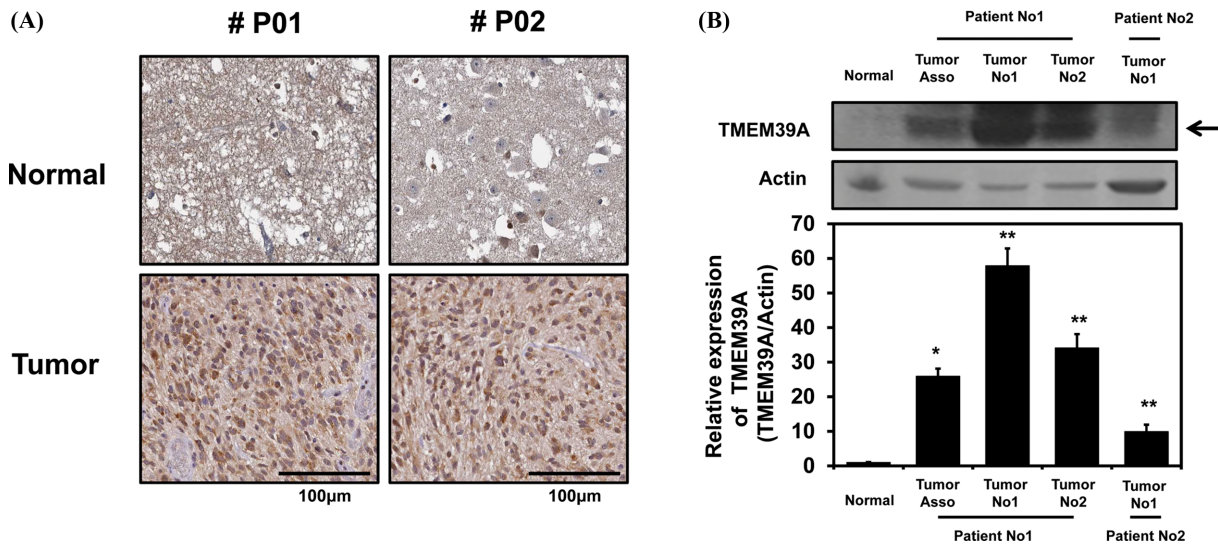 (A)
# P01
# P02
Normal
Tumor
100µm
100µm
(B)
Patient No1
Patient No2
Normal
Tumor Asso
Tumor No1
Tumor No2
Tumor No1
TMEM39A
Actin
Relative expression
of TMEM39A
(TMEM39A/Actin)
70
60
50
40
30
20
10
0
*
**
**
**
Normal
Tumor Asso
Tumor No1
Tumor No2
Tumor No1
Patient No1
Patient No2